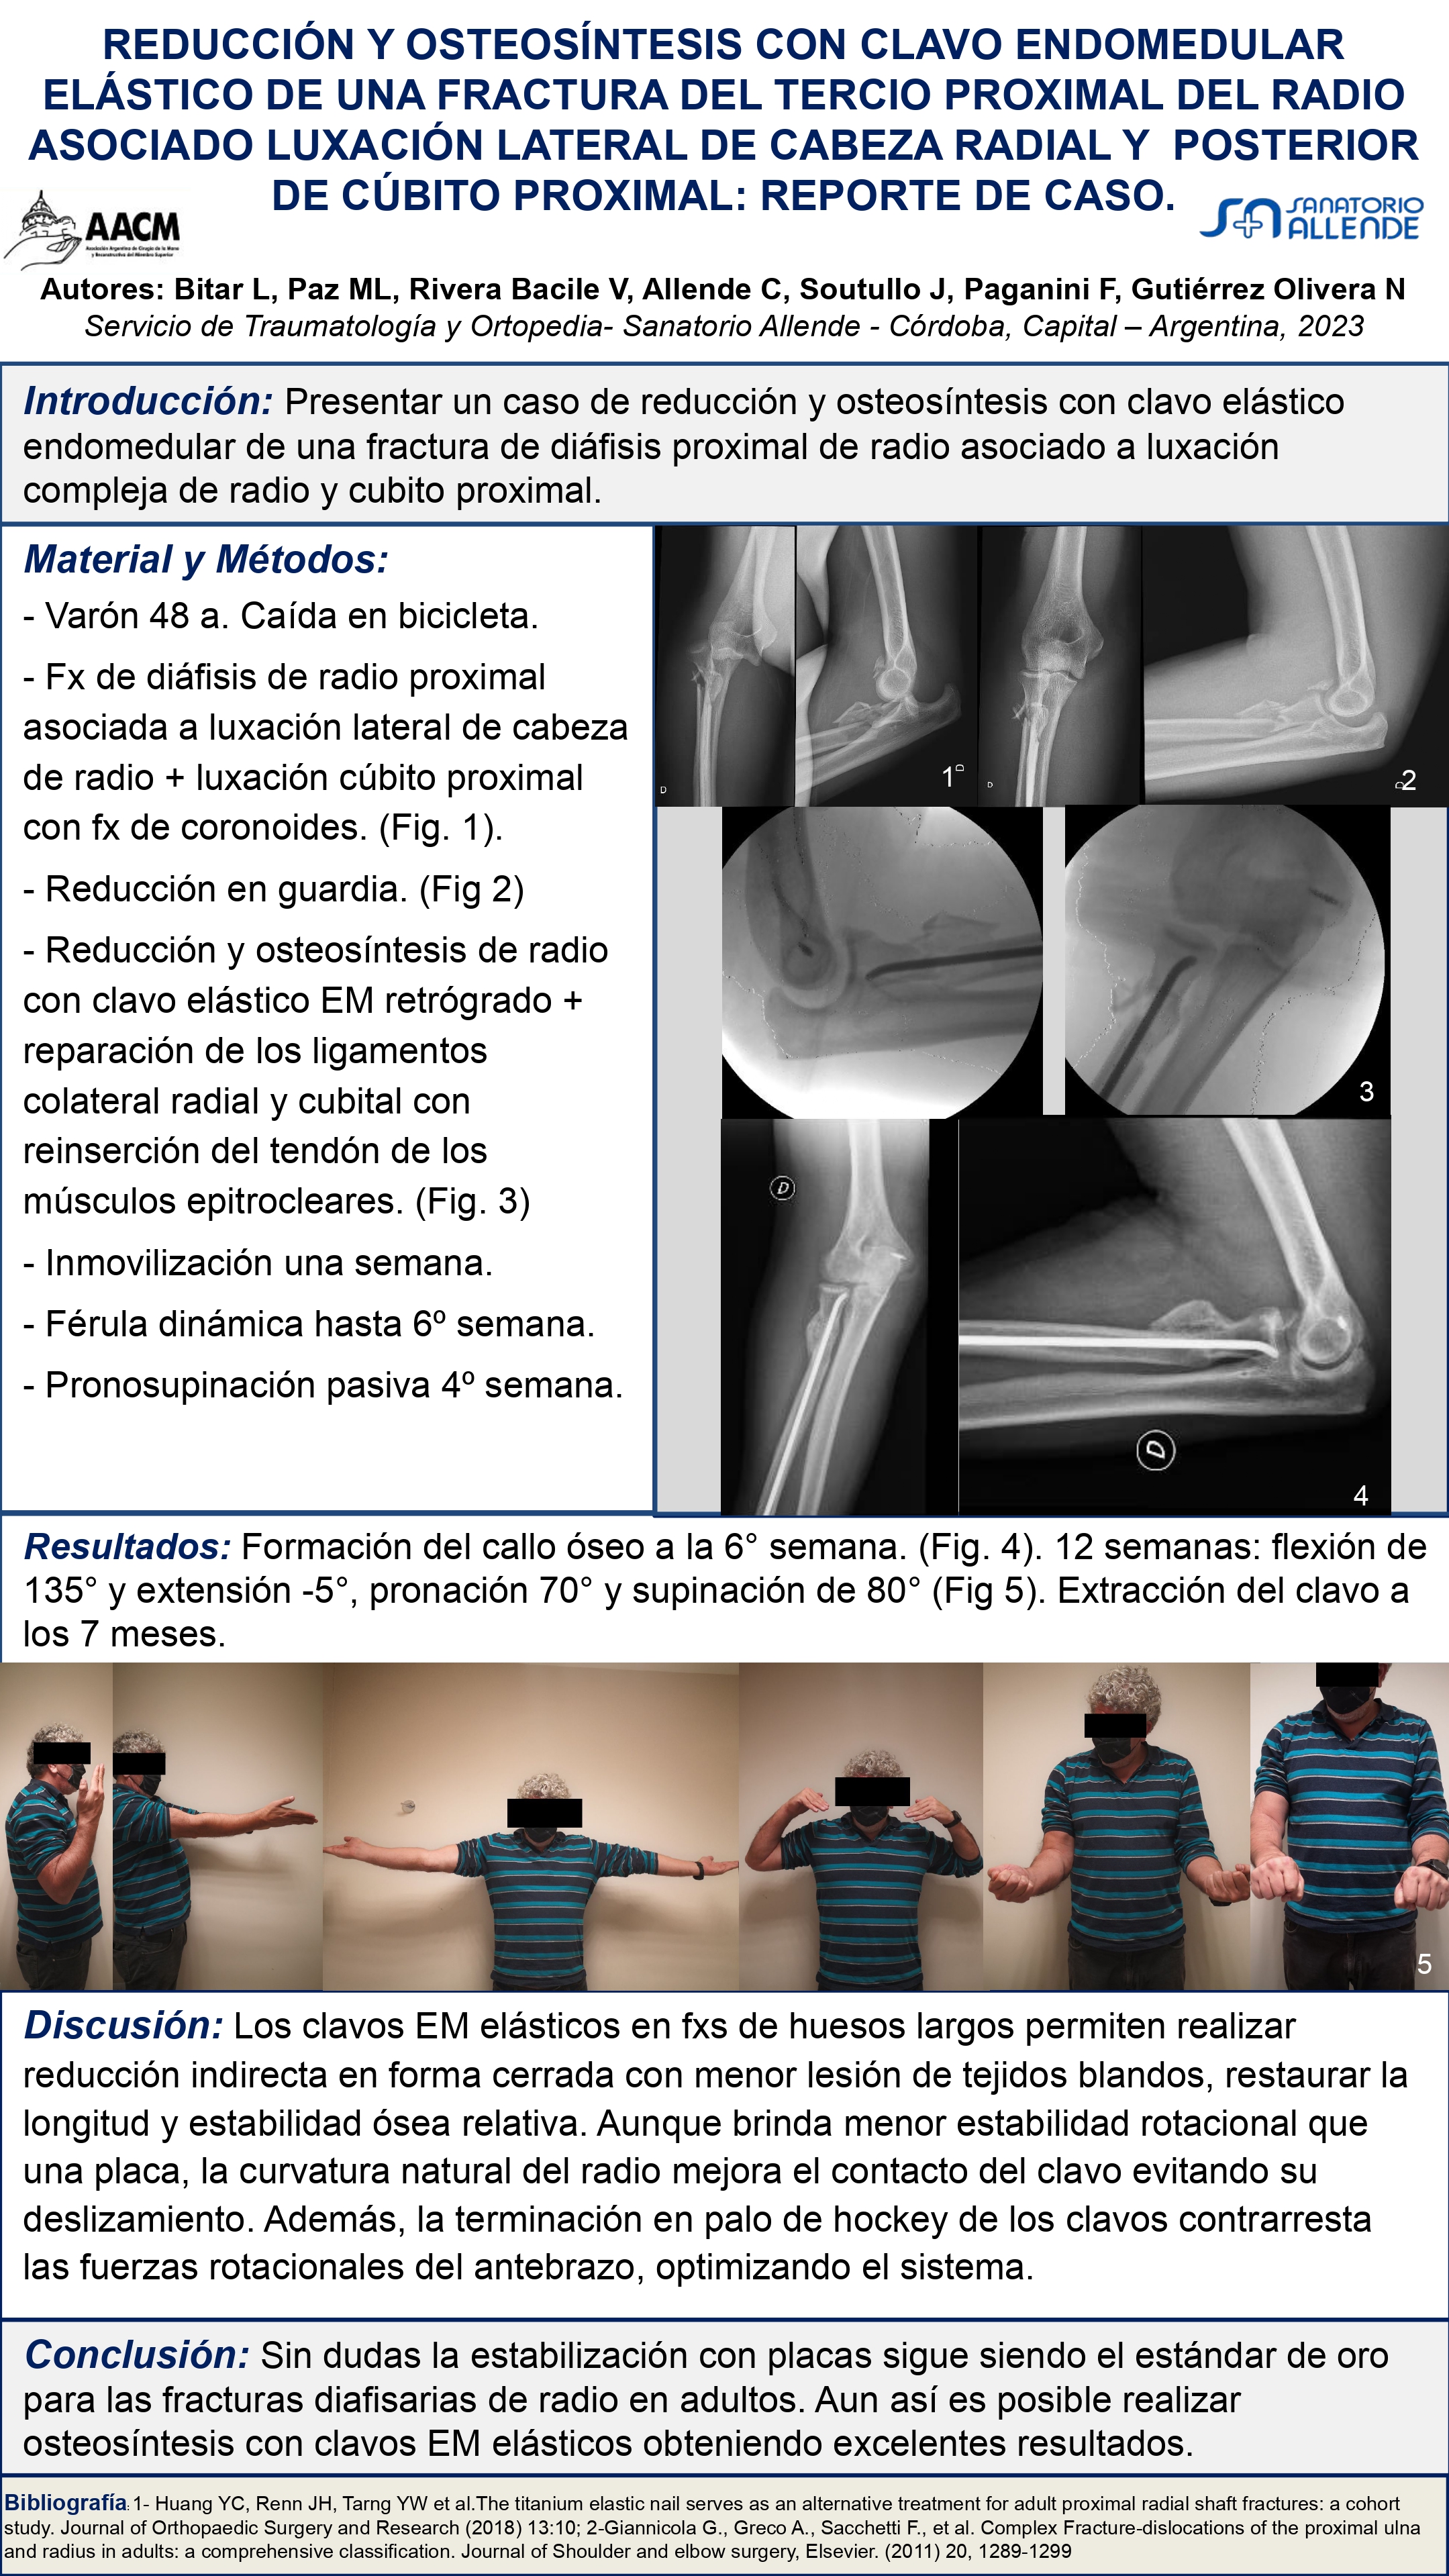 REDUCCIÓN Y OSTEOSÍNTESIS CON CLAVO ENDOMEDULAR
ELÁSTICO DE UNA FRACTURA DEL TERCIO PROXIMAL DEL RADIO
ASOCIADO LUXACIÓN LATERAL DE CABEZA RADIAL Y POSTERIOR
DE CÚBITO PROXIMAL: REPORTE DE CASO.
AACM
Asociación Argentina de Cirugía de la Mano
y Reconstructiva del Miembro Superior
SANATORIO
ALLENDE
Autores: Bitar L, Paz ML, Rivera Bacile V, Allende C, Soutullo J, Paganini F, Gutiérrez Olivera N
Servicio de Traumatología y Ortopedia- Sanatorio Allende - Córdoba, Capital – Argentina, 2023
Introducción: Presentar un caso de reducción y osteosíntesis con clavo elástico
endomedular de una fractura de diáfisis proximal de radio asociado a luxación
compleja de radio y cubito proximal.
Material y Métodos:
- Varón 48 a. Caída en bicicleta.
- Fx de diáfisis de radio proximal
asociada a luxación lateral de cabeza
de radio + luxación cúbito proximal
con fx de coronoides. (Fig. 1).
- Reducción en guardia. (Fig 2)
- Reducción y osteosíntesis de radio
con clavo elástico EM retrógrado +
reparación de los ligamentos
colateral radial y cubital con
reinserción del tendón de los
músculos epitrocleares. (Fig. 3)
- Inmovilización una semana.
- Férula dinámica hasta 6º semana.
- Pronosupinación pasiva 4º semana.
D
1
D
D
D
2
3
D
D
4
Resultados: Formación del callo óseo a la 6° semana. (Fig. 4). 12 semanas: flexión de
135° y extensión -5°, pronación 70° y supinación de 80° (Fig 5). Extracción del clavo a
los 7 meses.
5
Discusión: Los clavos EM elásticos en fxs de huesos largos permiten realizar
reducción indirecta en forma cerrada con menor lesión de tejidos blandos, restaurar la
longitud y estabilidad ósea relativa. Aunque brinda menor estabilidad rotacional que
una placa, la curvatura natural del radio mejora el contacto del clavo evitando su
deslizamiento. Además, la terminación en palo de hockey de los clavos contrarresta
las fuerzas rotacionales del antebrazo, optimizando el sistema.
Conclusión: Sin dudas la estabilización con placas sigue siendo el estándar de oro
para las fracturas diafisarias de radio en adultos. Aun así es posible realizar
osteosíntesis con clavos EM elásticos obteniendo excelentes resultados.
Bibliografía: 1- Huang YC, Renn JH, Tarng YW et al.The titanium elastic nail serves as an alternative treatment for adult proximal radial shaft fractures: a cohort
study. Journal of Orthopaedic Surgery and Research (2018) 13:10; 2-Giannicola G., Greco A., Sacchetti F., et al. Complex Fracture-dislocations of the proximal ulna
and radius in adults: a comprehensive classification. Journal of Shoulder and elbow surgery, Elsevier. (2011) 20, 1289-1299